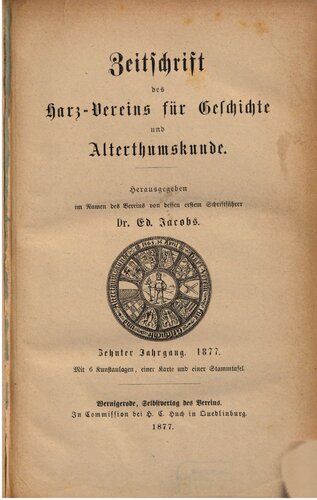 Zeitschrift
des
Harz-Vereins für Geschichte
und
Alterthumskunde.
Herausgegeben
im Namen des Vereins von dessen erstem Schriftführer
Dr. Ed. Jacobs.
Zehnter Jahrgang. 1877.
Mit 6 Kunstanlagen, einer Karte und einer Stammtafel
Wernigerode, Selbstverlag des Vereins.
In Commission bei H. C. Huch in Quedlinburg.
1877.